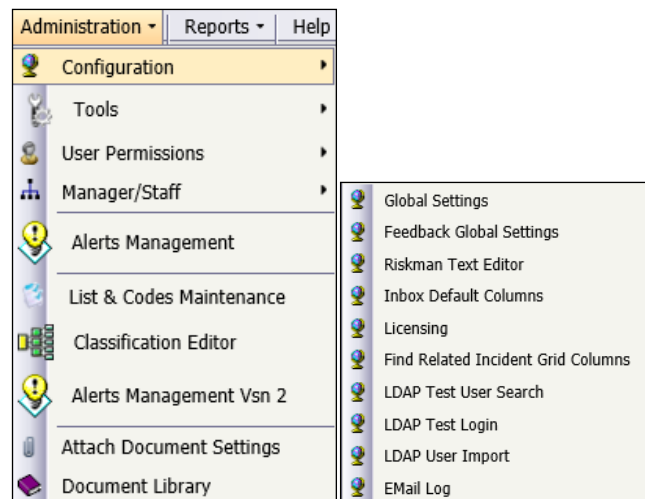 Administration Reports Help
Configuration
Tools
User Permissions
Manager/Staff
Alerts Management
List & Codes Maintenance
Classification Editor
Alerts Management Vsn 2
Attach Document Settings
Document Library
Global Settings
Feedback Global Settings
Riskman Text Editor
Inbox Default Columns
Licensing
Find Related Incident Grid Columns
LDAP Test User Search
LDAP Test Login
LDAP User Import
EMail Log